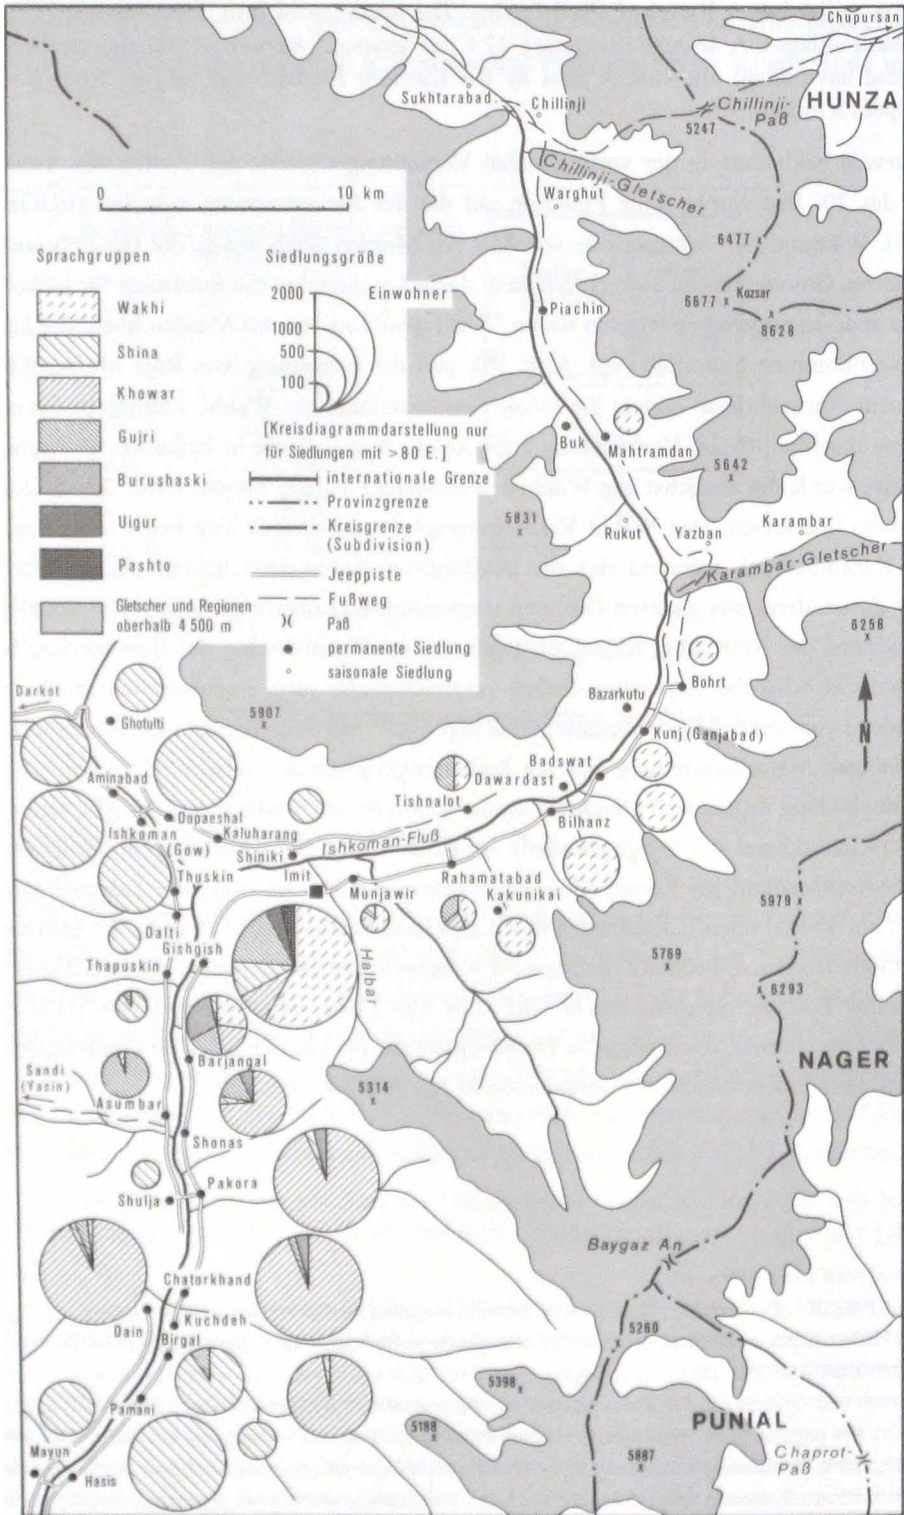 Chupursan
HUNZA
Sukhtarabad
Chillinji
Chillinji-
Paß
5247
Chillinji-Gletscher
Warghut
0 10 km
6477
Sprachgruppen
Wakhi
Shina
Khowar
Gujri
Burushaski
Uigur
Pashto
Gletscher und Regionen
oberhalb 4 500 m
Siedlungsgröße
2000
Einwohner
1000
500
100
[Kreisdiagrammdarstellung nur
für Siedlungen mit >80 E.]
internationale Grenze
Provinzgrenze
Kreisgrenze
(Subdivision)
Jeeppiste
Fußweg
Paß
permanente Siedlung
saisonale Siedlung
6677
Kozsar
6628
Piachin
Buk
Mahtramdan
5642
5831
Rukut
Yazban
Karambar
Karambar-Gletscher
6258
N
Bohrt
Bazarkutu
Kunj (Ganjabad)
Darkot
Ghotulti
5907
Badswat
Dawardast
Tishnalot
Bilhanz
Aminabad
Dopaeshal
Ishkoman
(Gow)
Kaluharang
Shiniki
Ishkoman-Fluß
Imit
Thuskin
Munjawir
Rahamatabad
Kakunikai
5979
Dalti
Gishgish
Thapuskin
Halbar
5769
6293
Barjangal
NAGER
Sandi
(Yasin)
Asumbar
5314
Shonas
Shulja
Pakora
Baygaz An
Chatorkhand
Dain
Kuchdeh
Birgal
5260
5398
Pamani
5188
PUNIAL
Mayun
Hasis
5887
Chaprot-
Paß